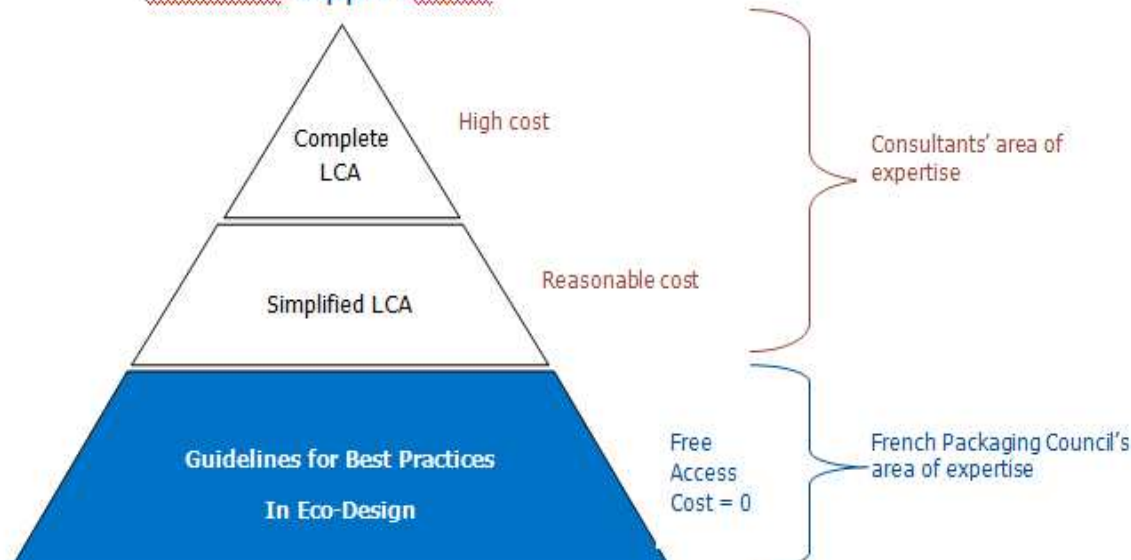 Complete
LCA
High cost
Consultants' area of
expertise
Simplified LCA
Reasonable cost
Guidelines for Best Practices
In Eco-Design
Free
Access
Cost = 0
French Packaging Council's
area of expertise